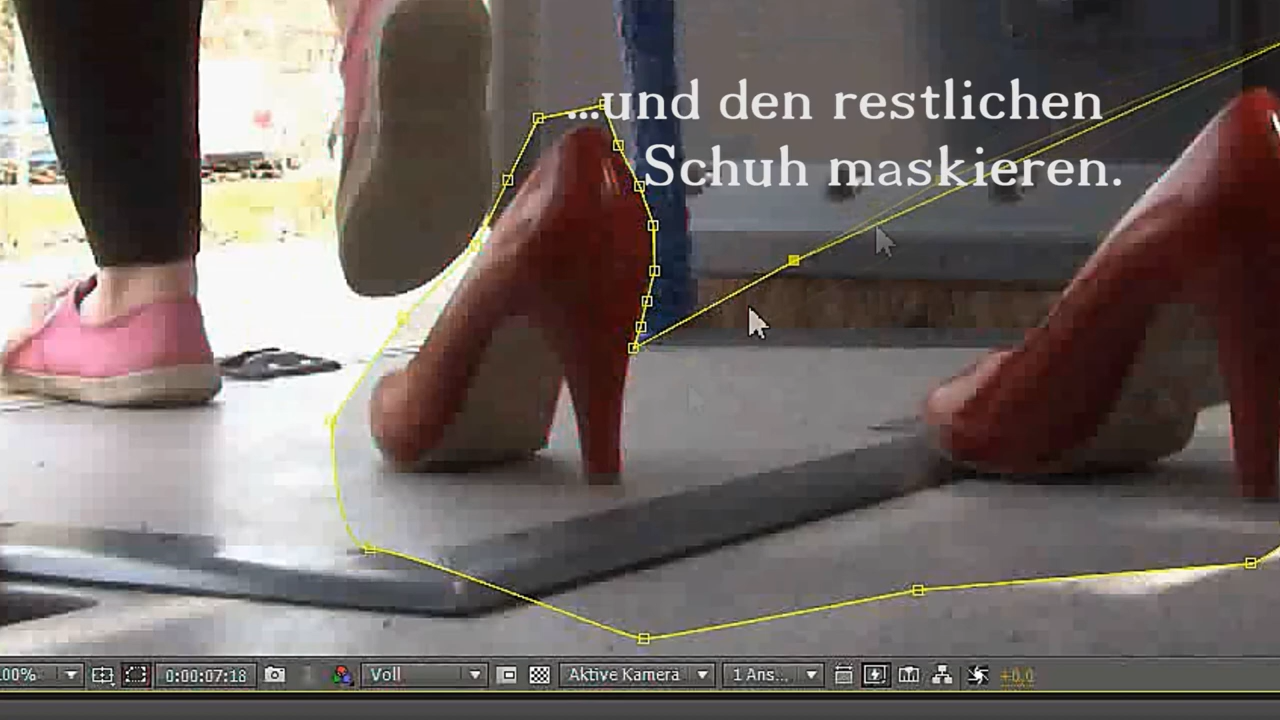 ...und den restlichen
Schuh maskieren.
00%
0:00:07:18
Voll
Aktive Kamera
1 Ans...
+0,0